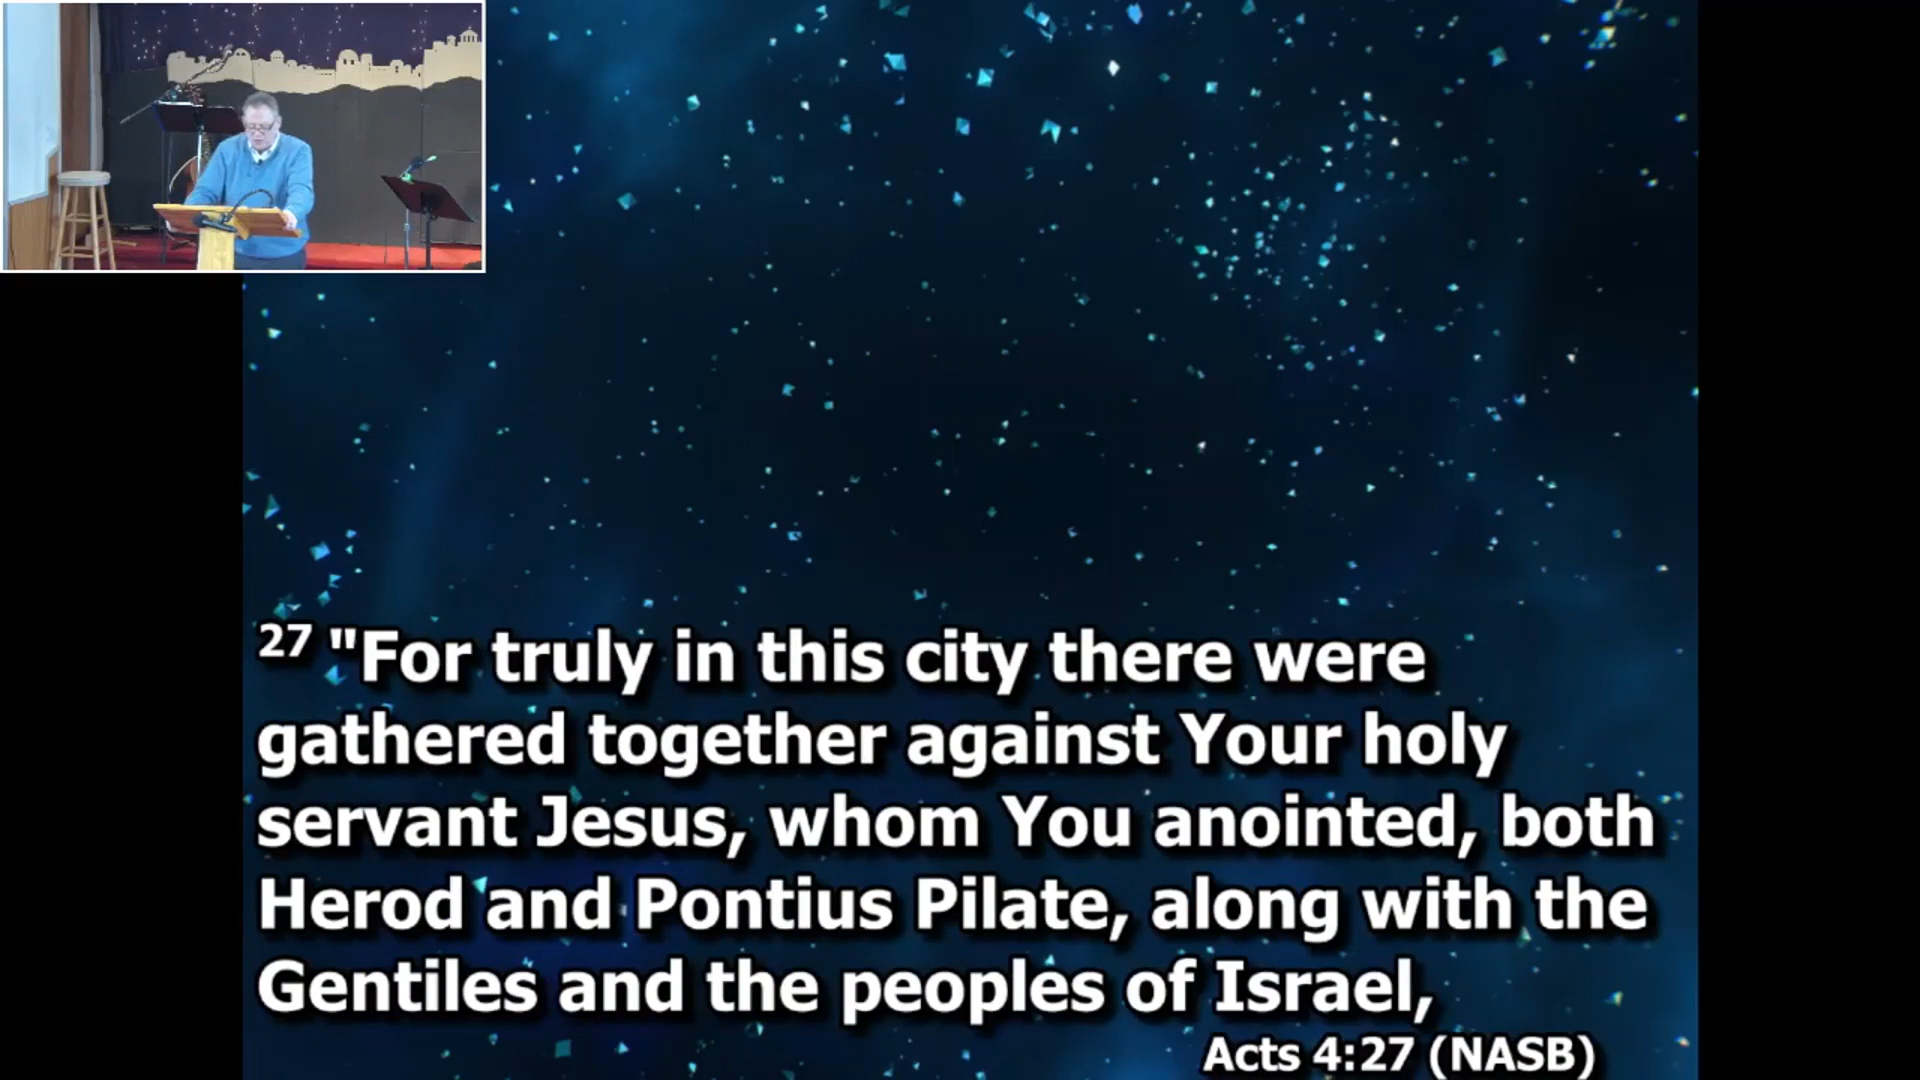 27 "For truly in this city there were
gathered together against Your holy
servant Jesus, whom You anointed, both
Herod and Pontius Pilate, along with the
Gentiles and the peoples of Israel,
Acts 4:27 (NASB)